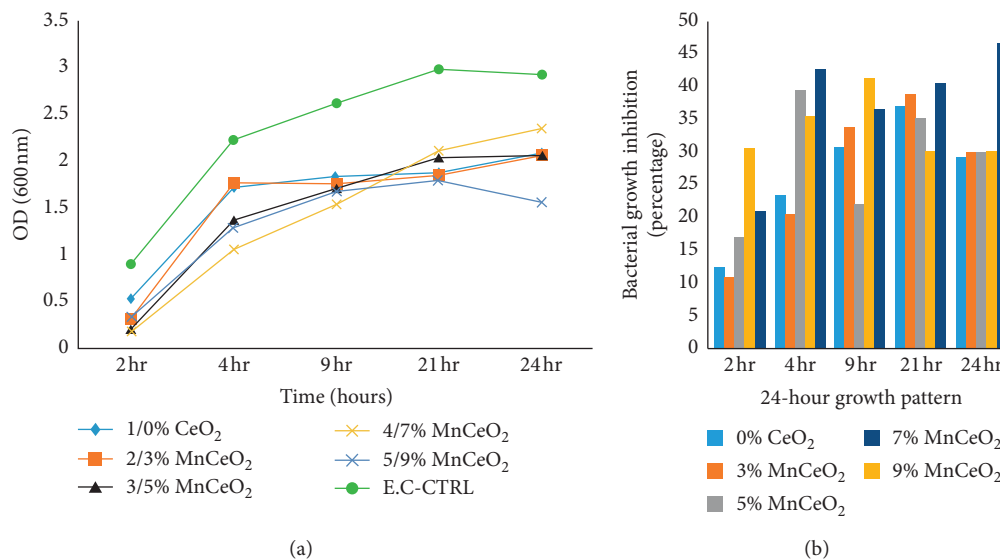 3.5
3
2.5
2
1.5
1
0.5
0
OD (600 nm)
2 hr
4 hr
9 hr
21 hr
24 hr
Time (hours)
1/0% CeO₂
2/3% MnCeO₂
3/5% MnCeO₂
4/7% MnCeO₂
5/9% MnCeO₂
E.C-CTRL
(a)
50
45
40
35
30
25
20
15
10
5
0
Bacterial growth inhibition
(percentage)
2 hr
4 hr
9 hr
21 hr
24 hr
24-hour growth pattern
0% CeO₂
3% MnCeO₂
5% MnCeO₂
7% MnCeO₂
9% MnCeO₂
(b)